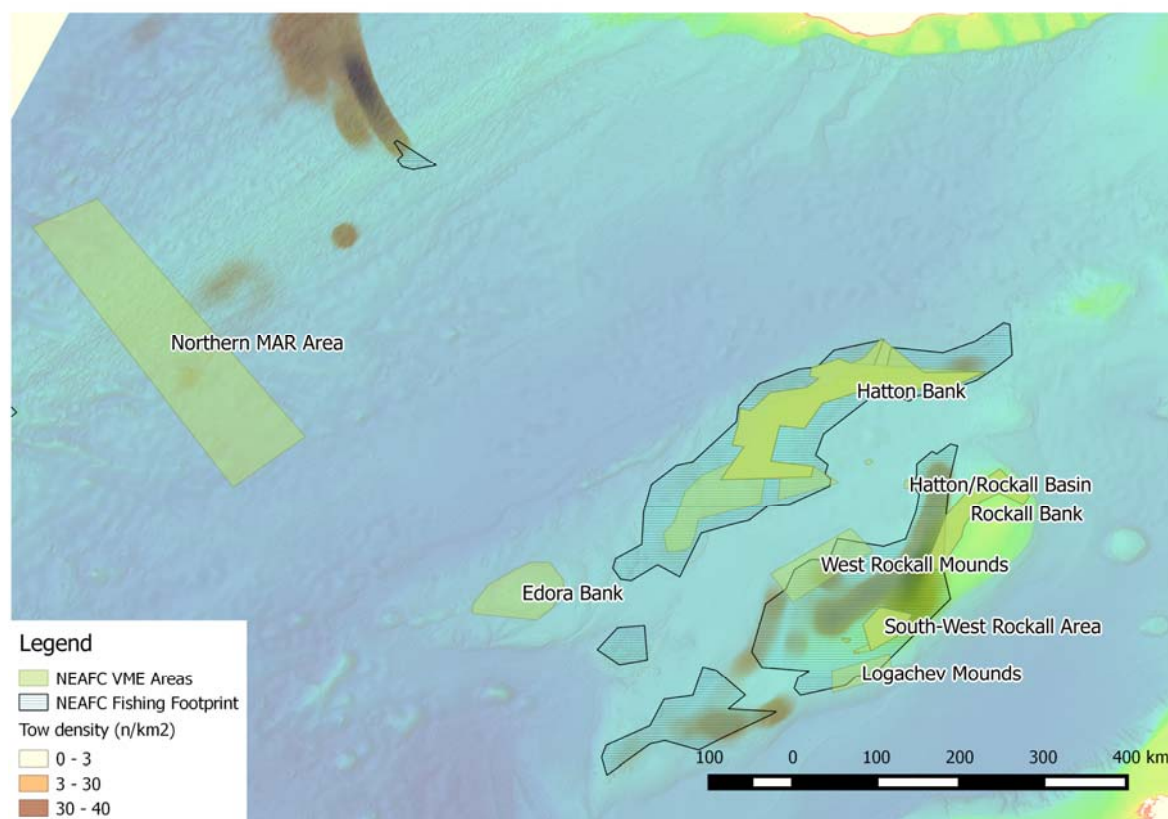 Northern MAR Area
Hatton Bank
Hatton/Rockall Basin
Rockall Bank
West Rockall Mounds
Edora Bank
South-West Rockall Area
Logachev Mounds
Legend
NEAFC VME Areas
NEAFC Fishing Footprint
Tow density (n/km2)
0 - 3
3 - 30
30 - 40
100 0 100 200 300 400 km